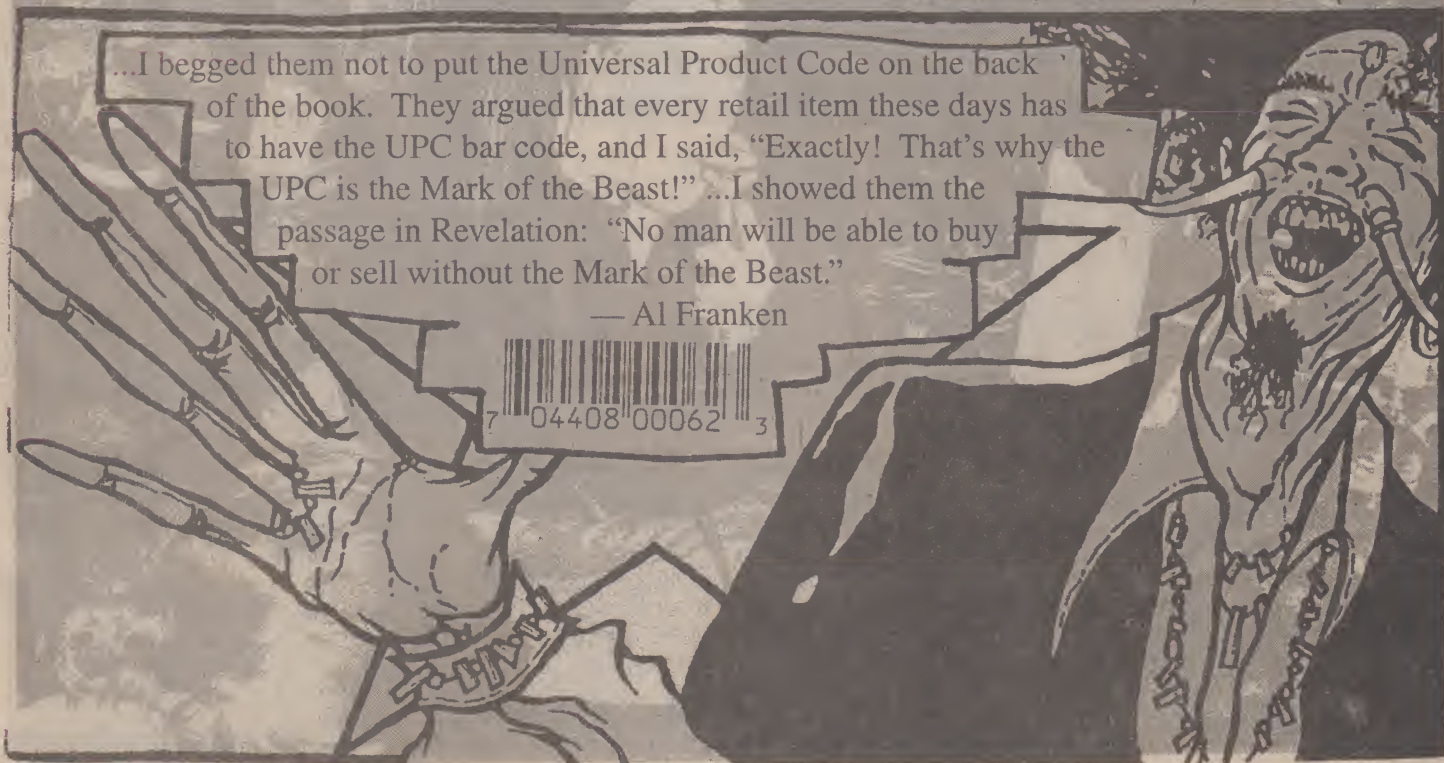 ...I begged them not to put the Universal Product Code on the back
of the book. They argued that every retail item these days has
to have the UPC bar code, and I said, “Exactly! That's why the
UPC is the Mark of the Beast!” ...I showed them the
passage in Revelation: “No man will be able to buy
or sell without the Mark of the Beast.”
— Al Franken
7 04408 00062 3